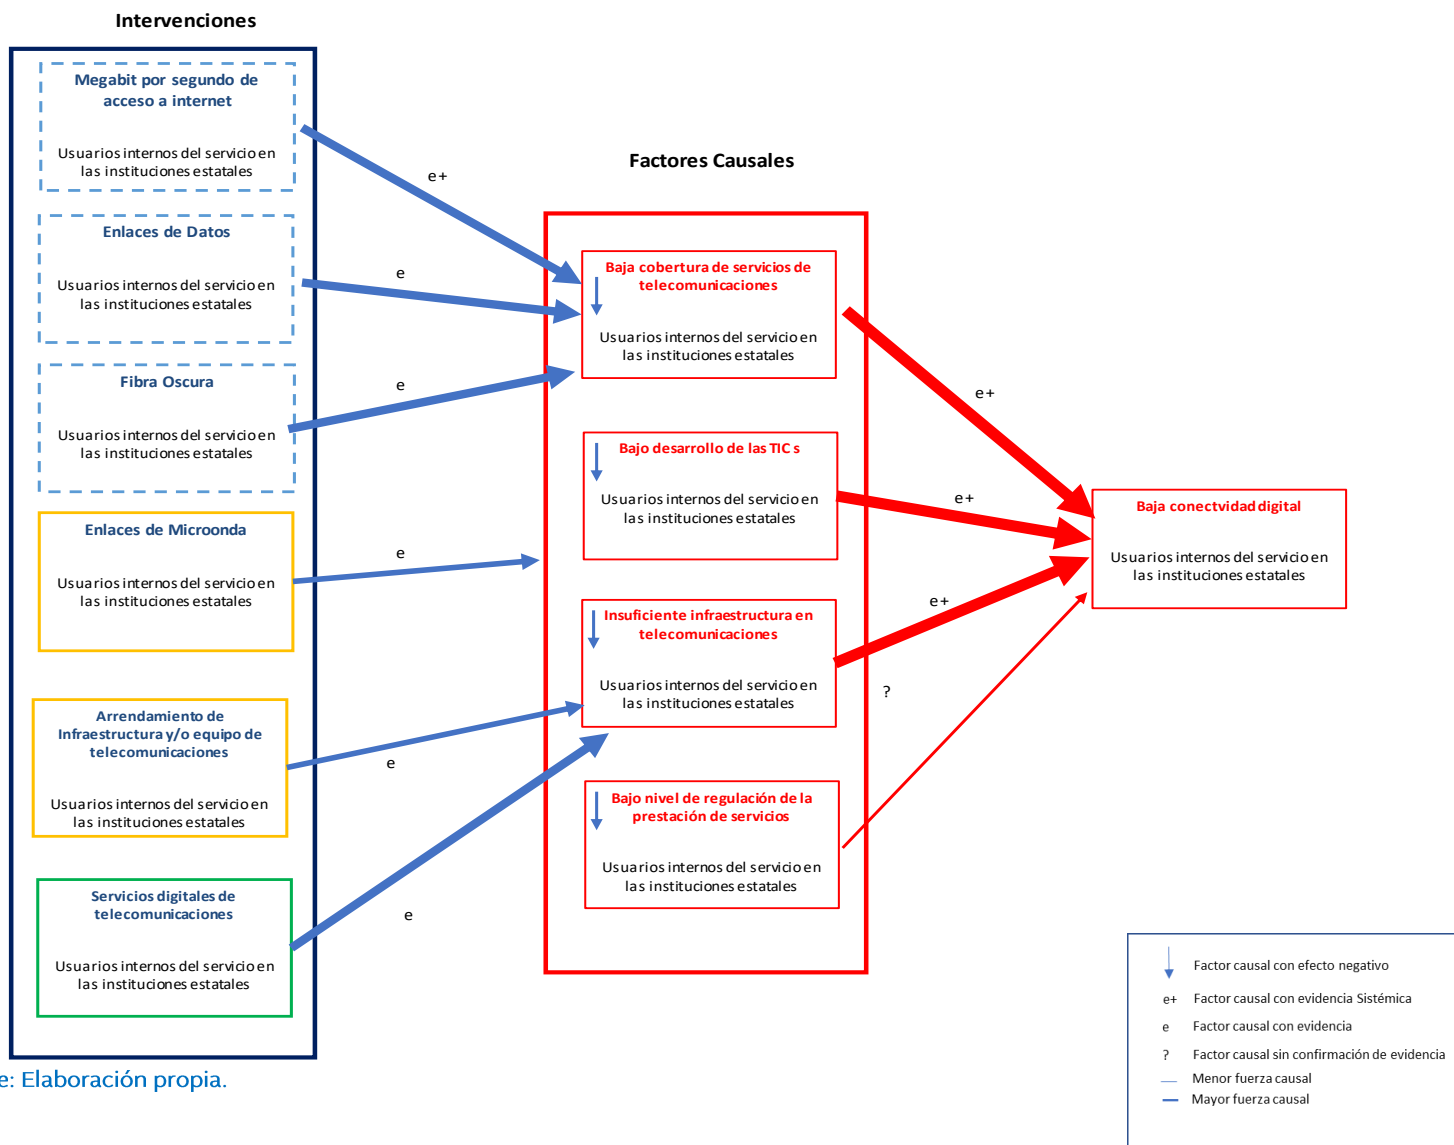 Intervenciones
Megabit por segundo de
acceso a internet
Usuarios internos del servicio en
las instituciones estatales
Enlaces de Datos
Usuarios internos del servicio en
las instituciones estatales
Fibra Oscura
Usuarios internos del servicio en
las instituciones estatales
Enlaces de Microonda
Usuarios internos del servicio en
las instituciones estatales
Arrendamiento de
Infraestructura y/o equipo de
telecomunicaciones
Usuarios internos del servicio en
las instituciones estatales
Servicios digitales de
telecomunicaciones
Usuarios internos del servicio en
las instituciones estatales
e+
e
e
e
e
e
Factores Causales
Baja cobertura de servicios de
telecomunicaciones
Usuarios internos del servicio en
las instituciones estatales
Bajo desarrollo de las TIC s
Usuarios internos del servicio en
las instituciones estatales
Insuficiente infraestructura en
telecomunicaciones
Usuarios internos del servicio en
las instituciones estatales
Bajo nivel de regulación de la
prestación de servicios
Usuarios internos del servicio en
las instituciones estatales
e+
e+
e+
?
Baja conectvidad digital
Usuarios internos del servicio en
las instituciones estatales
Factor causal con efecto negativo
e+ Factor causal con evidencia Sistémica
e Factor causal con evidencia
? Factor causal sin confirmación de evidencia
Menor fuerza causal
Mayor fuerza causal
e: Elaboración propia.